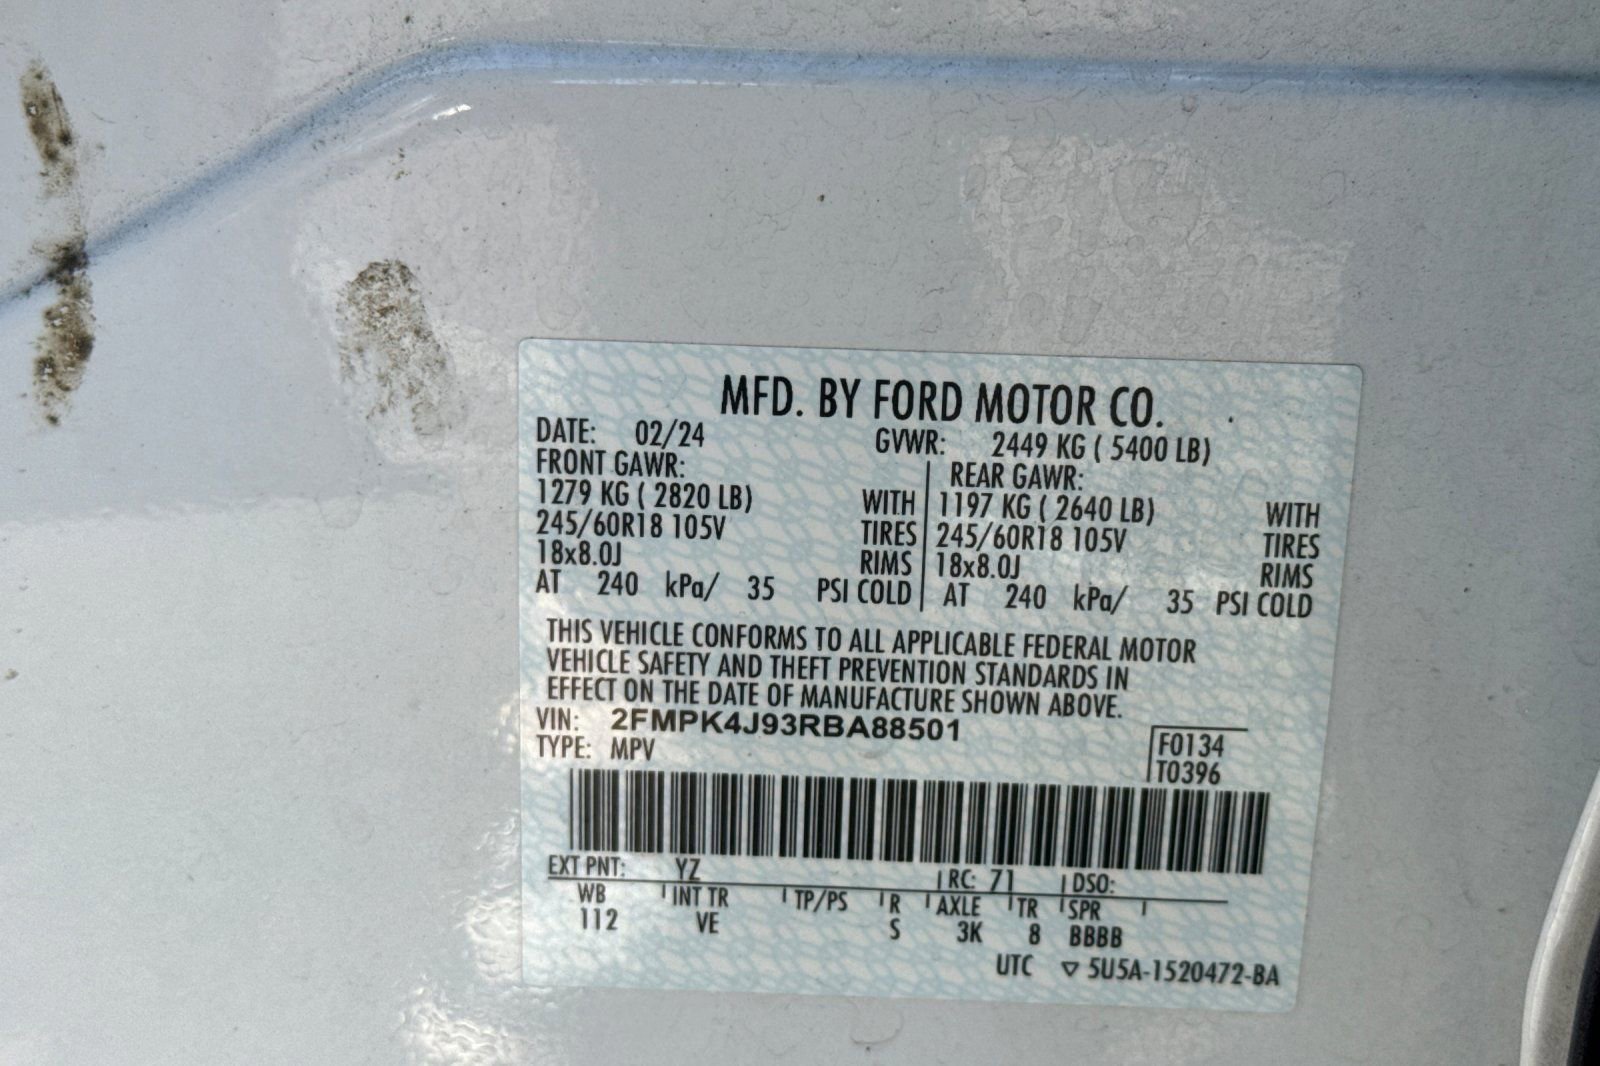 MFD. BY FORD MOTOR CO.
DATE: 02/24 GVWR: 2449 KG ( 5400 LB)
FRONT GAWR: REAR GAWR:
1279 KG ( 2820 LB) WITH 1197 KG ( 2640 LB) WITH
245/60R18 105V TIRES 245/60R18 105V TIRES
18x8.0J RIMS 18x8.0J RIMS
AT 240 kPa/ 35 PSI COLD AT 240 kPa/ 35 PSI COLD
THIS VEHICLE CONFORMS TO ALL APPLICABLE FEDERAL MOTOR
VEHICLE SAFETY AND THEFT PREVENTION STANDARDS IN
EFFECT ON THE DATE OF MANUFACTURE SHOWN ABOVE.
VIN: 2FMPK4J93RBA88501
TYPE: MPV
F0134
T0396
EXT PNT: YZ RC: 71 DSO:
WB INT TR TP/PS R AXLE TR SPR
112 VE S 3K 8 BBBB
UTC ▽ 5U5A-1520472-BA